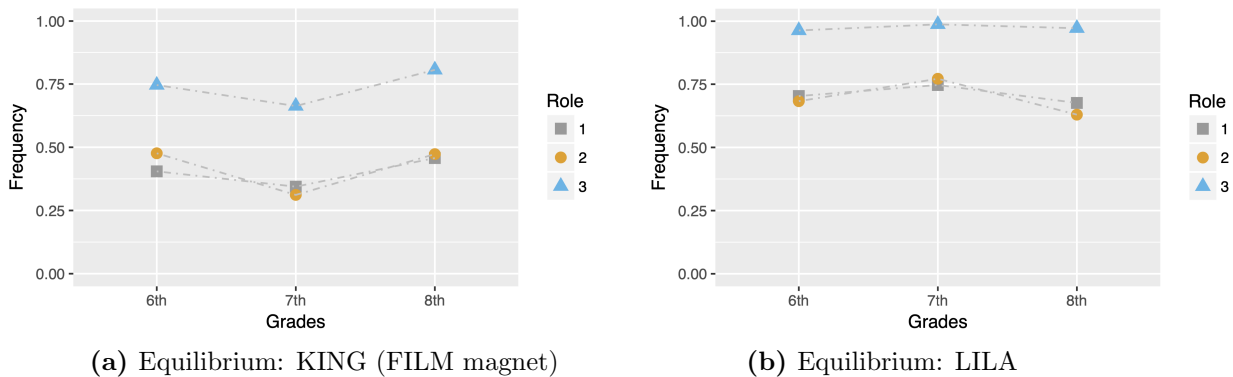 1.00
0.75
0.50
0.25
0.00
Frequency
6th 7th 8th
Grades
Role
1
2
3
(a) Equilibrium: KING (FILM magnet)
1.00
0.75
0.50
0.25
0.00
Frequency
6th 7th 8th
Grades
Role
1
2
3
(b) Equilibrium: LILA